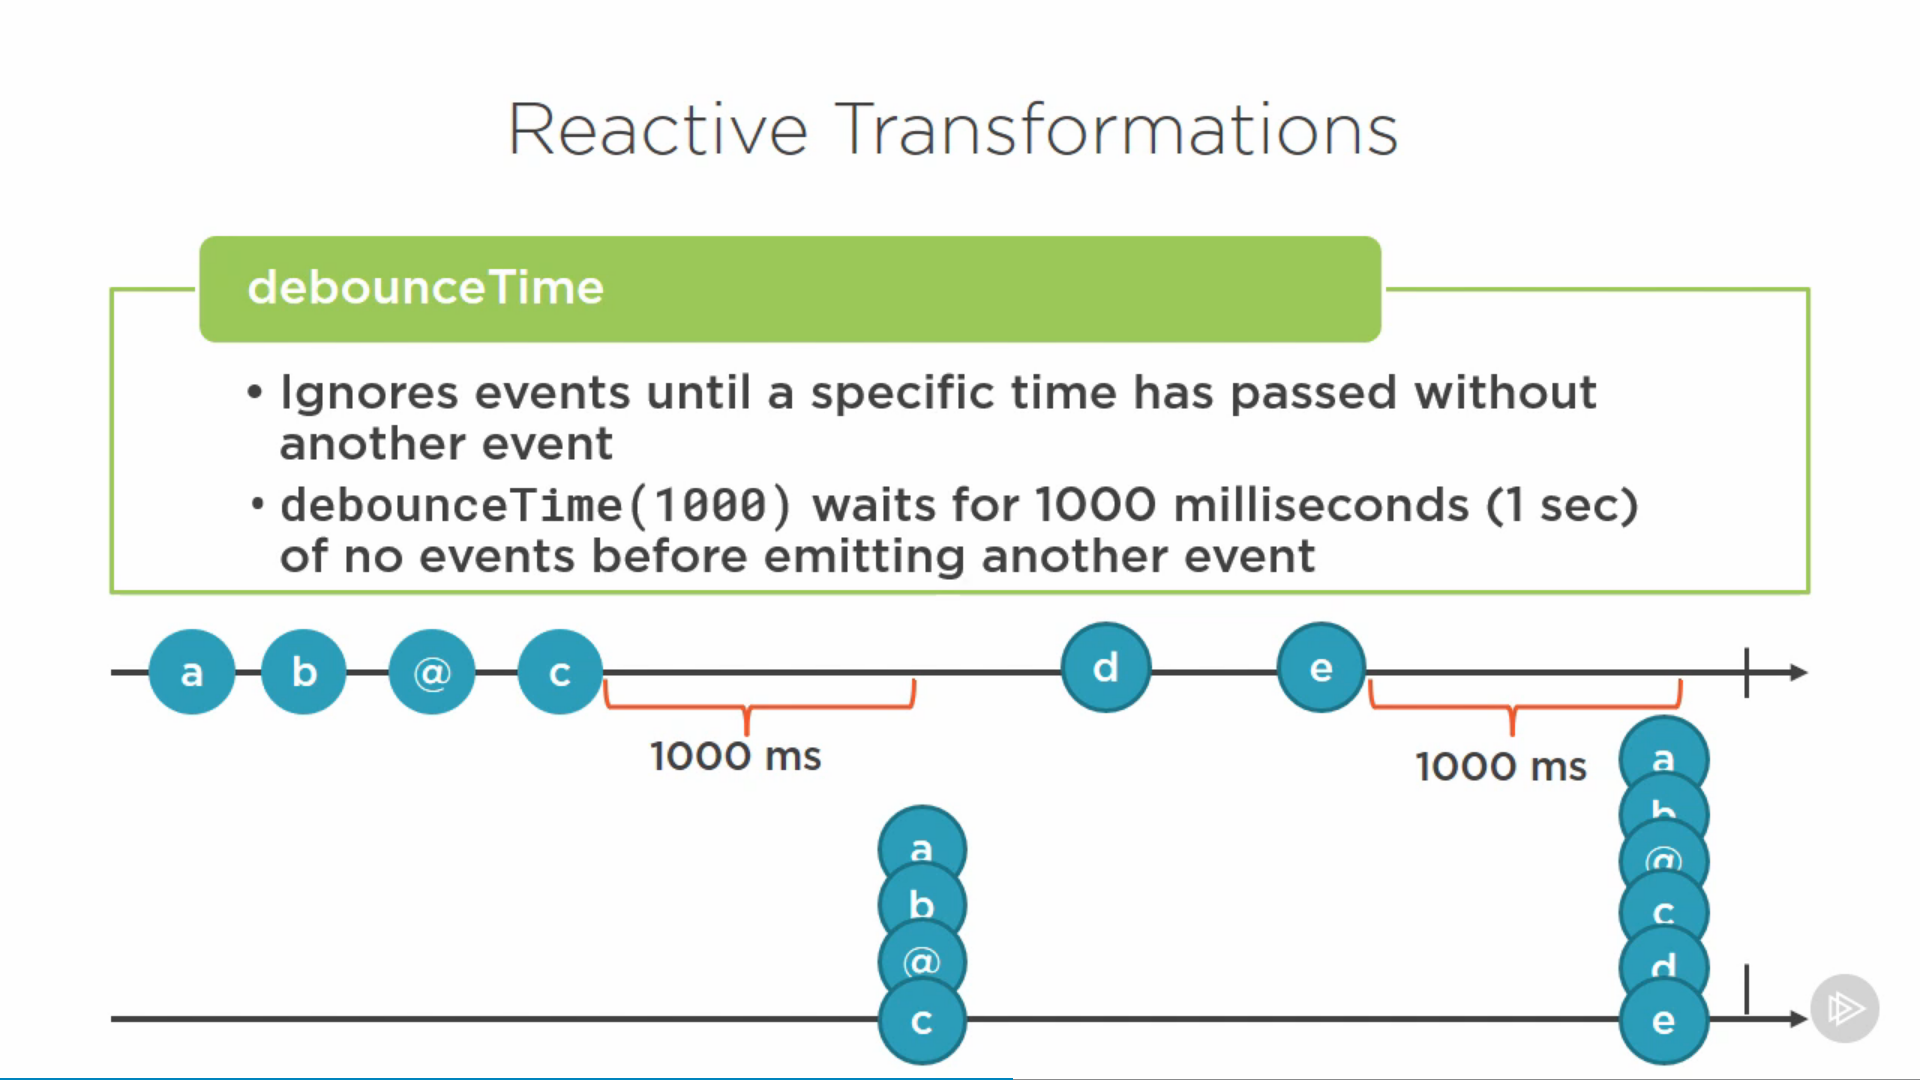 Reactive Transformations
debounceTime
• Ignores events until a specific time has passed without
another event
• debounceTime(1000) waits for 1000 milliseconds (1 sec)
of no events before emitting another event
a b @ c d e
1000 ms
1000 ms
a
b
@
c
a
b
@
c
d
e